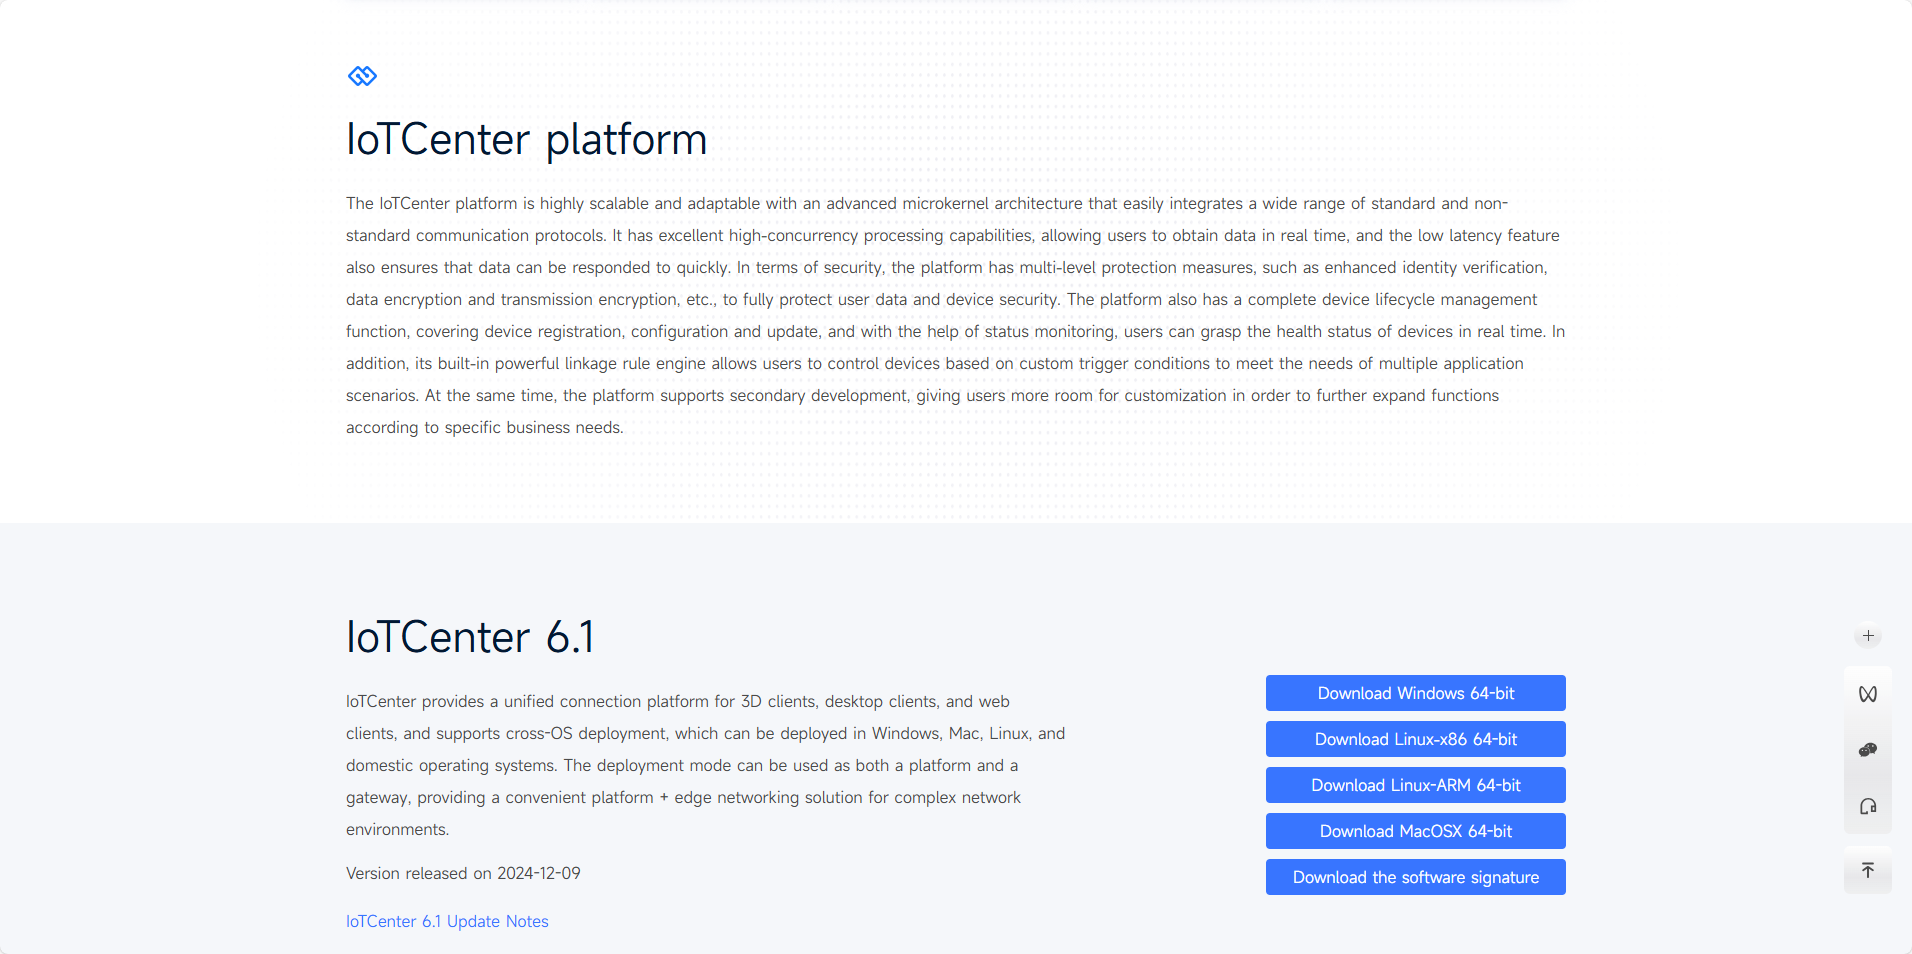 IoTCenter platform
The IoTCenter platform is highly scalable and adaptable with an advanced microkernel architecture that easily integrates a wide range of standard and non-
standard communication protocols. It has excellent high-concurrency processing capabilities, allowing users to obtain data in real time, and the low latency feature
also ensures that data can be responded to quickly. In terms of security, the platform has multi-level protection measures, such as enhanced identity verification,
data encryption and transmission encryption, etc., to fully protect user data and device security. The platform also has a complete device lifecycle management
function, covering device registration, configuration and update, and with the help of status monitoring, users can grasp the health status of devices in real time. In
addition, its built-in powerful linkage rule engine allows users to control devices based on custom trigger conditions to meet the needs of multiple application
scenarios. At the same time, the platform supports secondary development, giving users more room for customization in order to further expand functions
according to specific business needs.
IoTCenter 6.1
IoTCenter provides a unified connection platform for 3D clients, desktop clients, and web
clients, and supports cross-OS deployment, which can be deployed in Windows, Mac, Linux, and
domestic operating systems. The deployment mode can be used as both a platform and a
gateway, providing a convenient platform + edge networking solution for complex network
environments.
Version released on 2024-12-09
IoTCenter 6.1 Update Notes
Download Windows 64-bit
Download Linux-x86 64-bit
Download Linux-ARM 64-bit
Download MacOSX 64-bit
Download the software signature